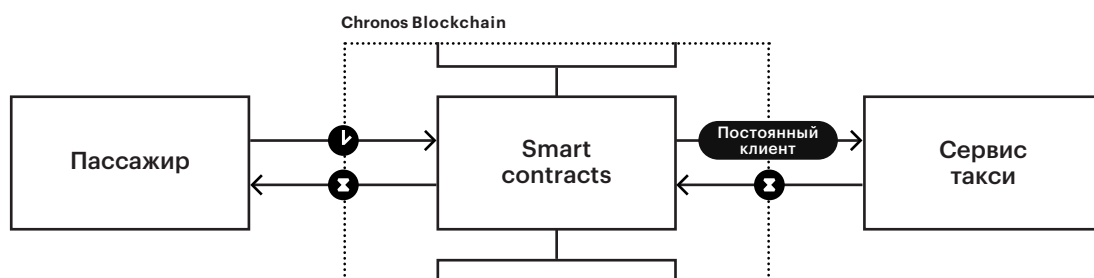 Chronos Blockchain
Пассажир
Smart
contracts
Постоянный
клиент
Сервис
такси